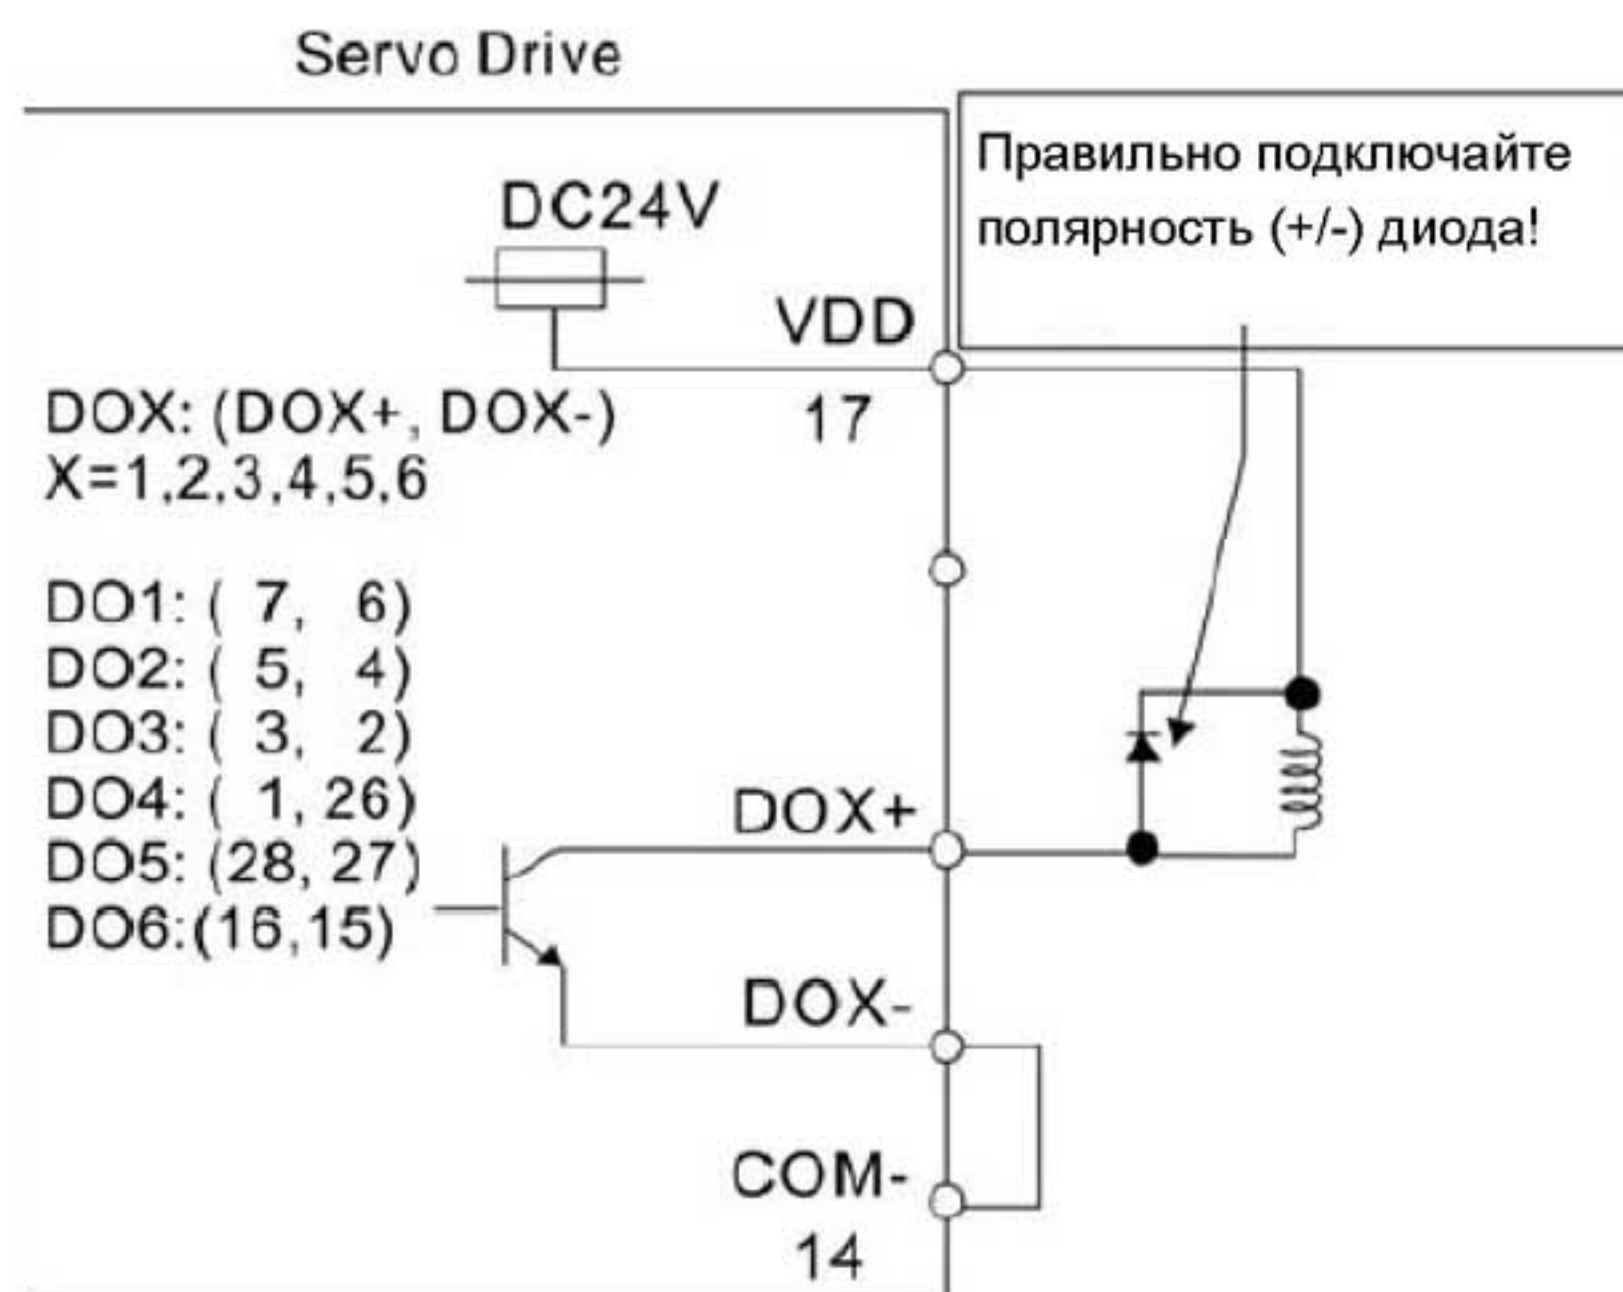 Servo Drive
Правильно подключайте
полярность (+/-) диода!
DC24V
VDD
17
DOX: (DOX+, DOX-)
X=1,2,3,4,5,6
DO1: ( 7, 6)
DO2: ( 5, 4)
DO3: ( 3, 2)
DO4: ( 1, 26)
DO5: (28, 27)
DO6:(16,15)
DOX+
DOX-
COM-
14